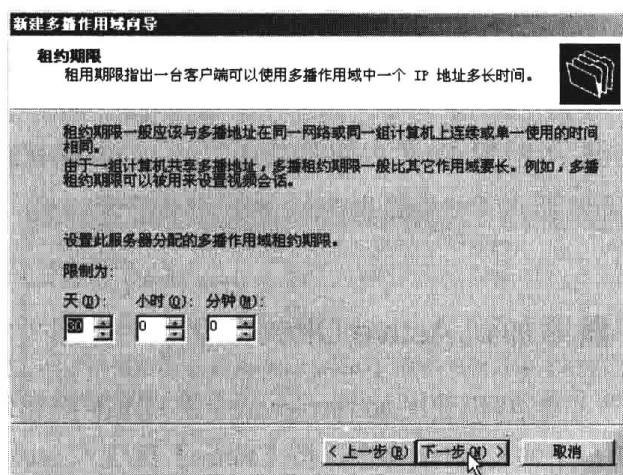 新建多播作用域向导
租约期限
租用期限指出一台客户端可以使用多播作用域中一个 IP 地址多长时间。
租约期限一般应该与多播地址在同一网络或同一组计算机上连续或单一使用的时间
相同。
由于一组计算机共享多播地址，多播租约期限一般比其它作用域要长。例如，多播
租约期限可以被用来设置视频会话。
设置此服务器分配的多播作用域租约期限。
限制为:
天(D): 小时(O): 分钟(M):
30 0 0
< 上一步(B) 下一步(N) > 取消